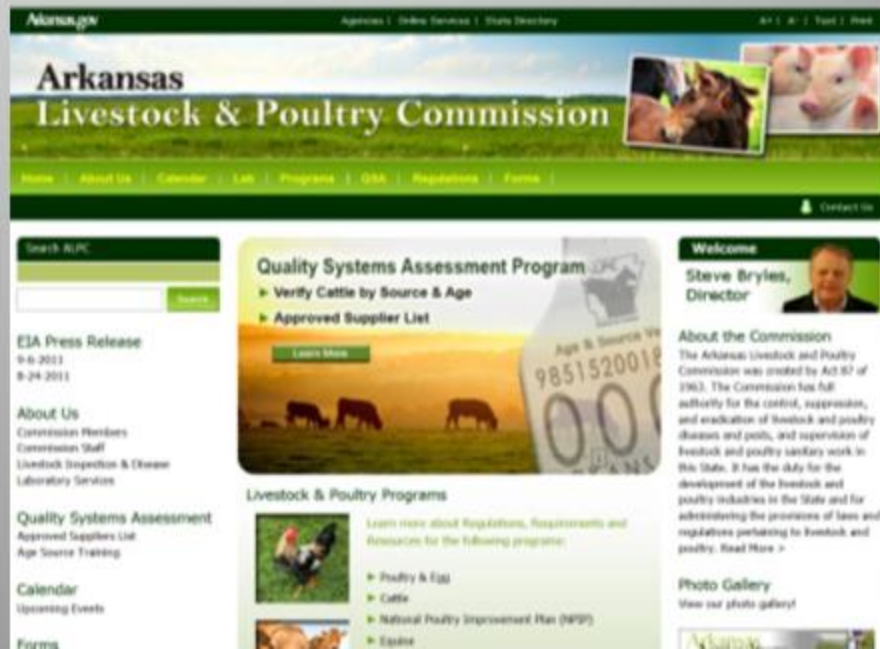 Arkansas.gov
Agencies | Online Services | State Directory
A+ | A- | Text | Print
Arkansas
Livestock & Poultry Commission
Home | About Us | Calendar | Lab | Programs | QSA | Regulations | Forms |
Contact Us
Search ALPC
Search
EIA Press Release
9-6-2011
8-24-2011
About Us
Commission Members
Commission Staff
Livestock Inspection & Disease
Laboratory Services
Quality Systems Assessment
Approved Suppliers List
Age Source Training
Calendar
Upcoming Events
Forms
Quality Systems Assessment Program
Verify Cattle by Source & Age
Approved Supplier List
Learn More
Age & Source Ve
9851520018
000
Livestock & Poultry Programs
Learn more about Regulations, Requirements and
Resources for the following programs:
Poultry & Egg
Cattle
National Poultry Improvement Plan (NPIP)
Equine
Welcome
Steve Bryles,
Director
About the Commission
The Arkansas Livestock and Poultry
Commission was created by Act 87 of
1963. The Commission has full
authority for the control, suppression,
and eradication of livestock and poultry
diseases and pests, and supervision of
livestock and poultry sanitary work in
this State. It has the duty for the
development of the livestock and
poultry industries in the State and for
administering the provisions of laws and
regulations pertaining to livestock and
poultry. Read More >
Photo Gallery
View our photo gallery!
Arkansas